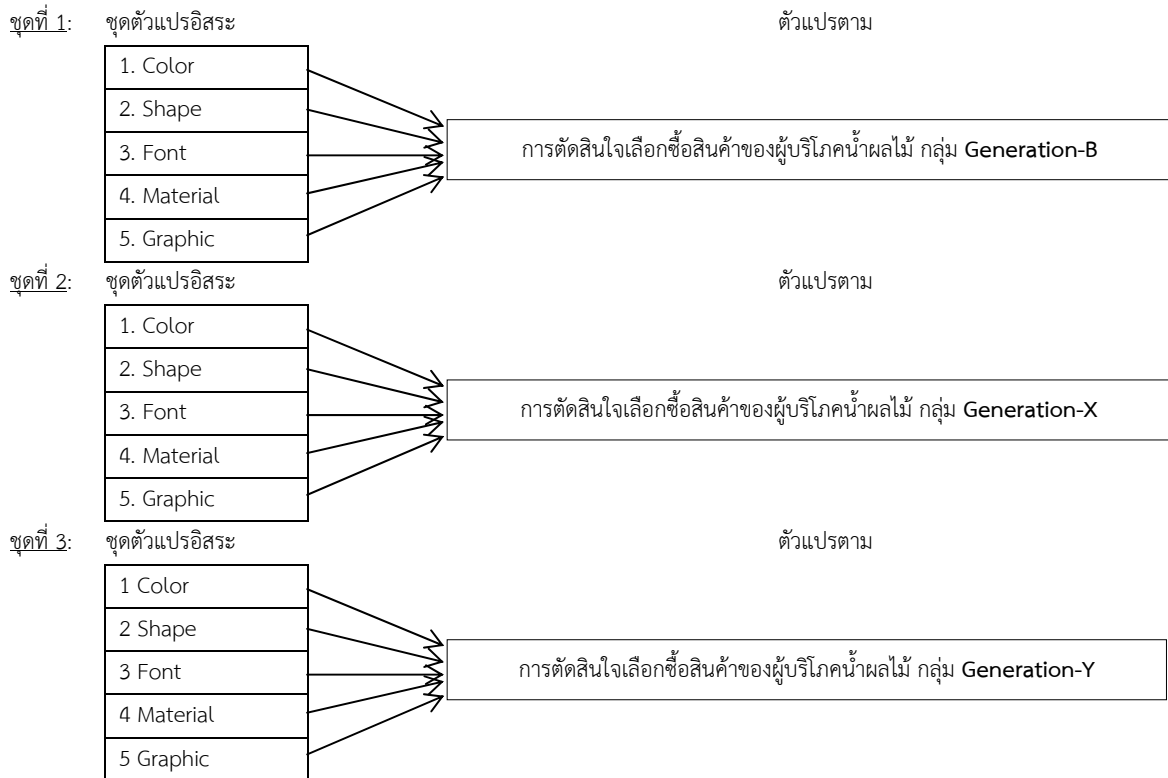 ชุดที่ 1: ชุดตัวแปรอิสระ ตัวแปรตาม
1. Color
2. Shape
3. Font
4. Material
5. Graphic
การตัดสินใจเลือกซื้อสินค้าของผู้บริโภคน้ำผลไม้ กลุ่ม Generation-B
ชุดที่ 2: ชุดตัวแปรอิสระ ตัวแปรตาม
1. Color
2. Shape
3. Font
4. Material
5. Graphic
การตัดสินใจเลือกซื้อสินค้าของผู้บริโภคน้ำผลไม้ กลุ่ม Generation-X
ชุดที่ 3: ชุดตัวแปรอิสระ ตัวแปรตาม
1 Color
2 Shape
3 Font
4 Material
5 Graphic
การตัดสินใจเลือกซื้อสินค้าของผู้บริโภคน้ำผลไม้ กลุ่ม Generation-Y